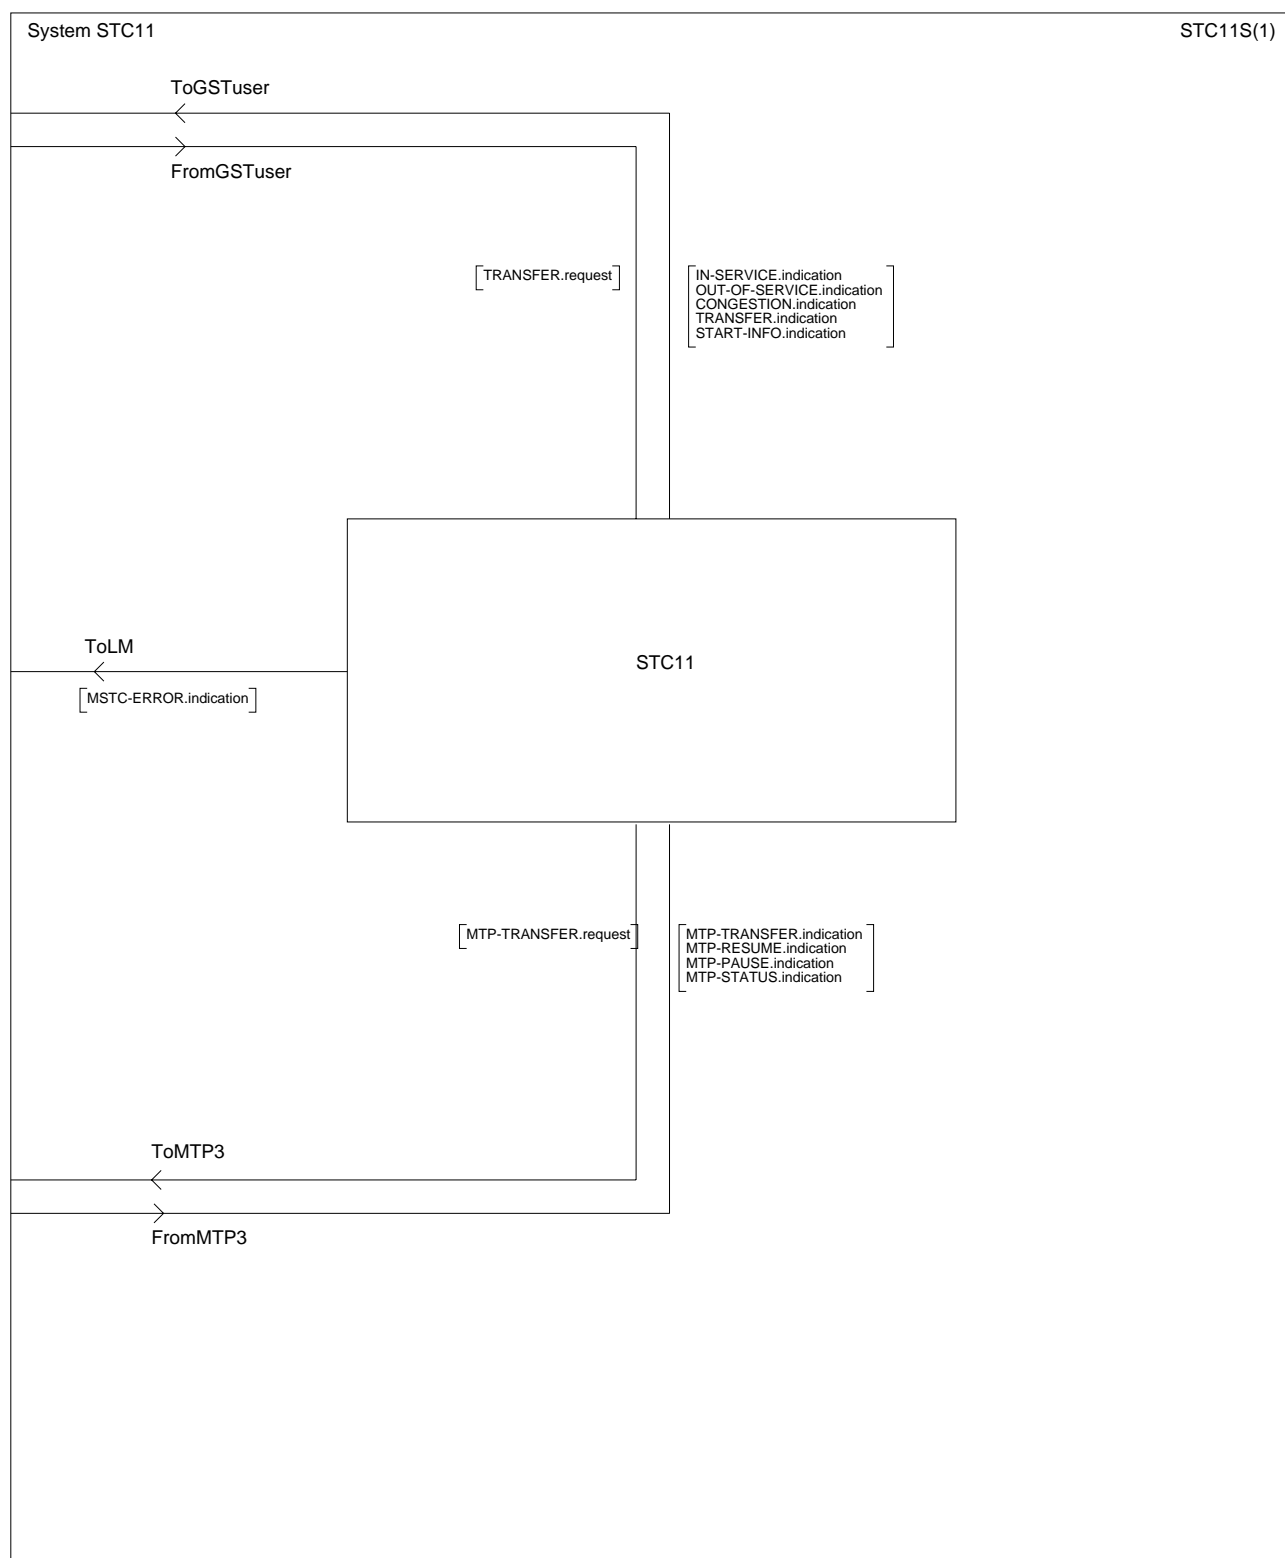 System STC11
STC11S(1)
ToGSTuser
FromGSTuser
TRANSFER.request
IN-SERVICE.indication
OUT-OF-SERVICE.indication
CONGESTION.indication
TRANSFER.indication
START-INFO.indication
ToLM
STC11
MSTC-ERROR.indication
MTP-TRANSFER.request
MTP-TRANSFER.indication
MTP-RESUME.indication
MTP-PAUSE.indication
MTP-STATUS.indication
ToMTP3
FromMTP3